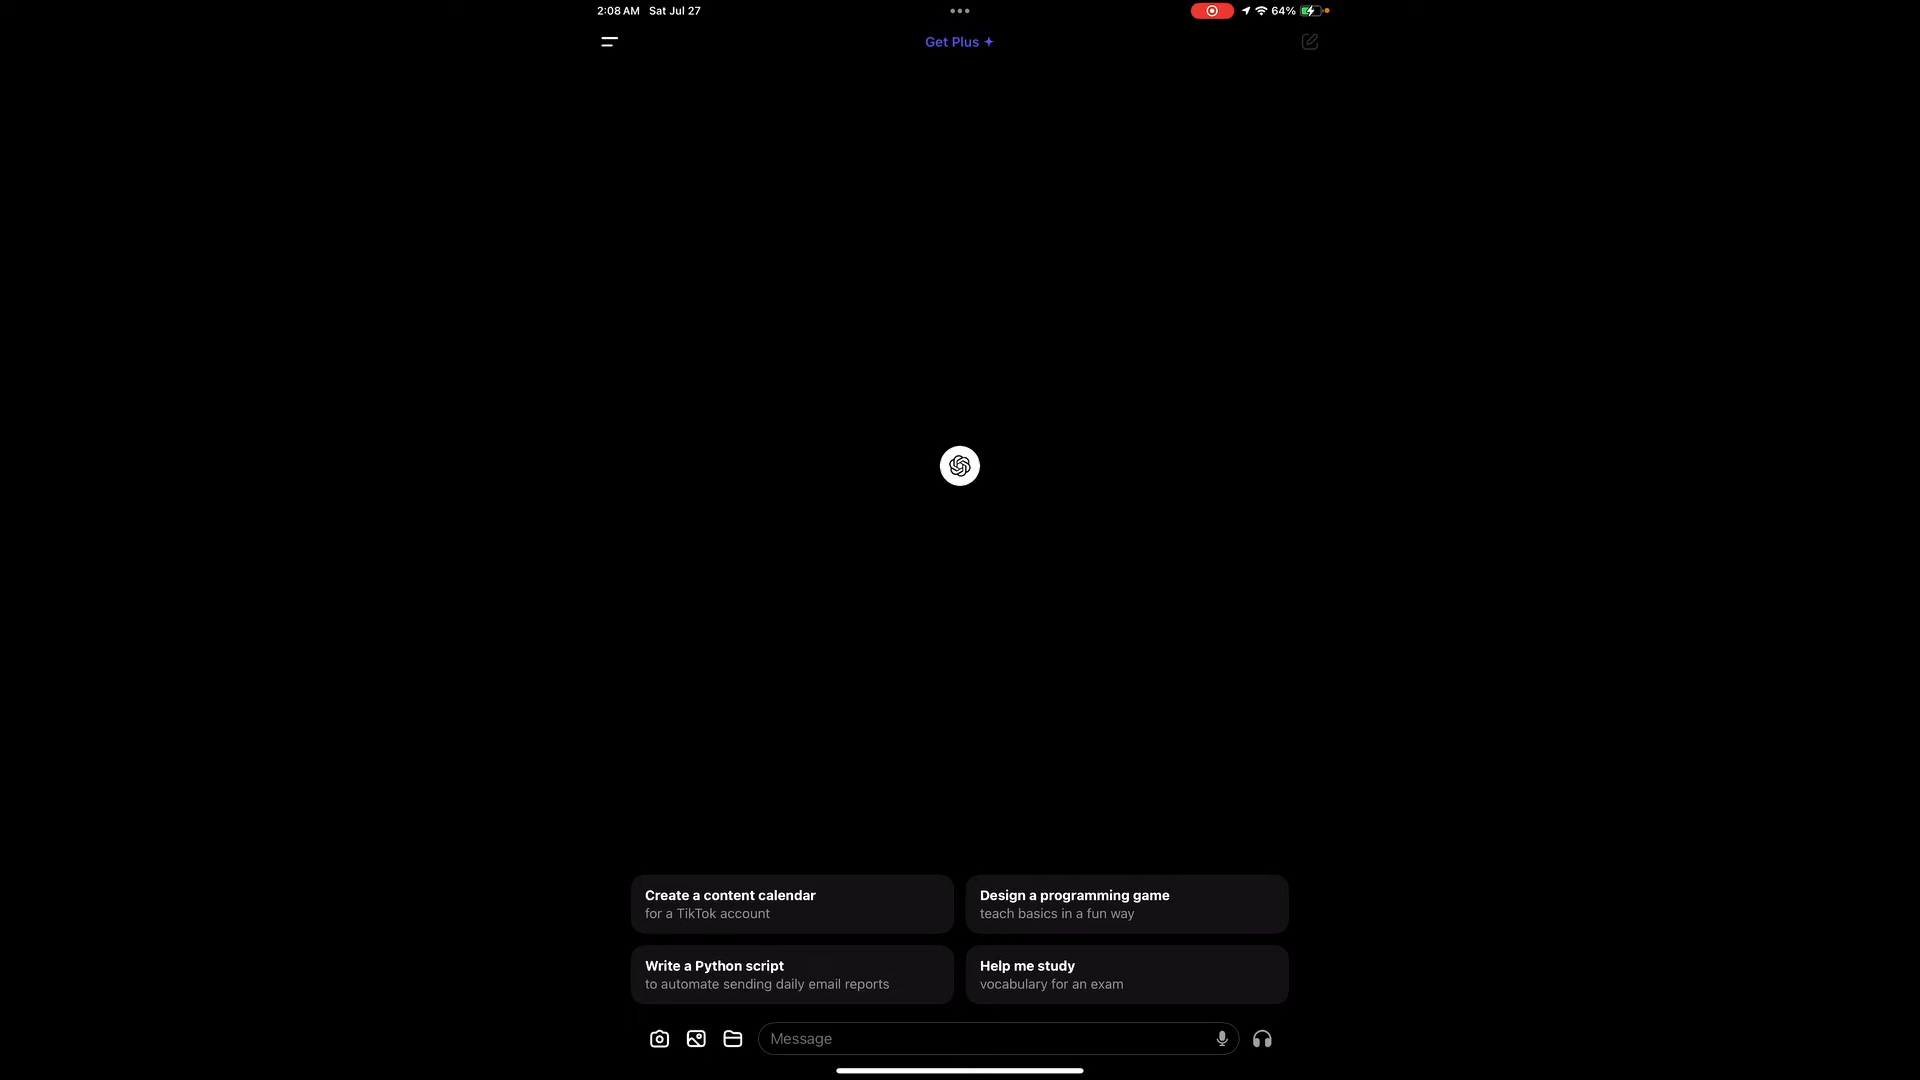 2:08 AM Sat Jul 27
64%
Get Plus
Create a content calendar
for a TikTok account
Design a programming game
teach basics in a fun way
Write a Python script
to automate sending daily email reports
Help me study
vocabulary for an exam
Message